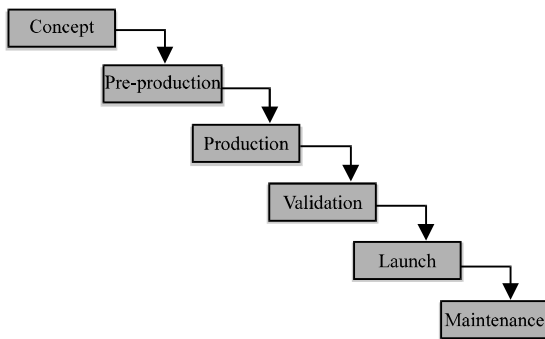 Concept
Pre-production
Production
Validation
Launch
Maintenance